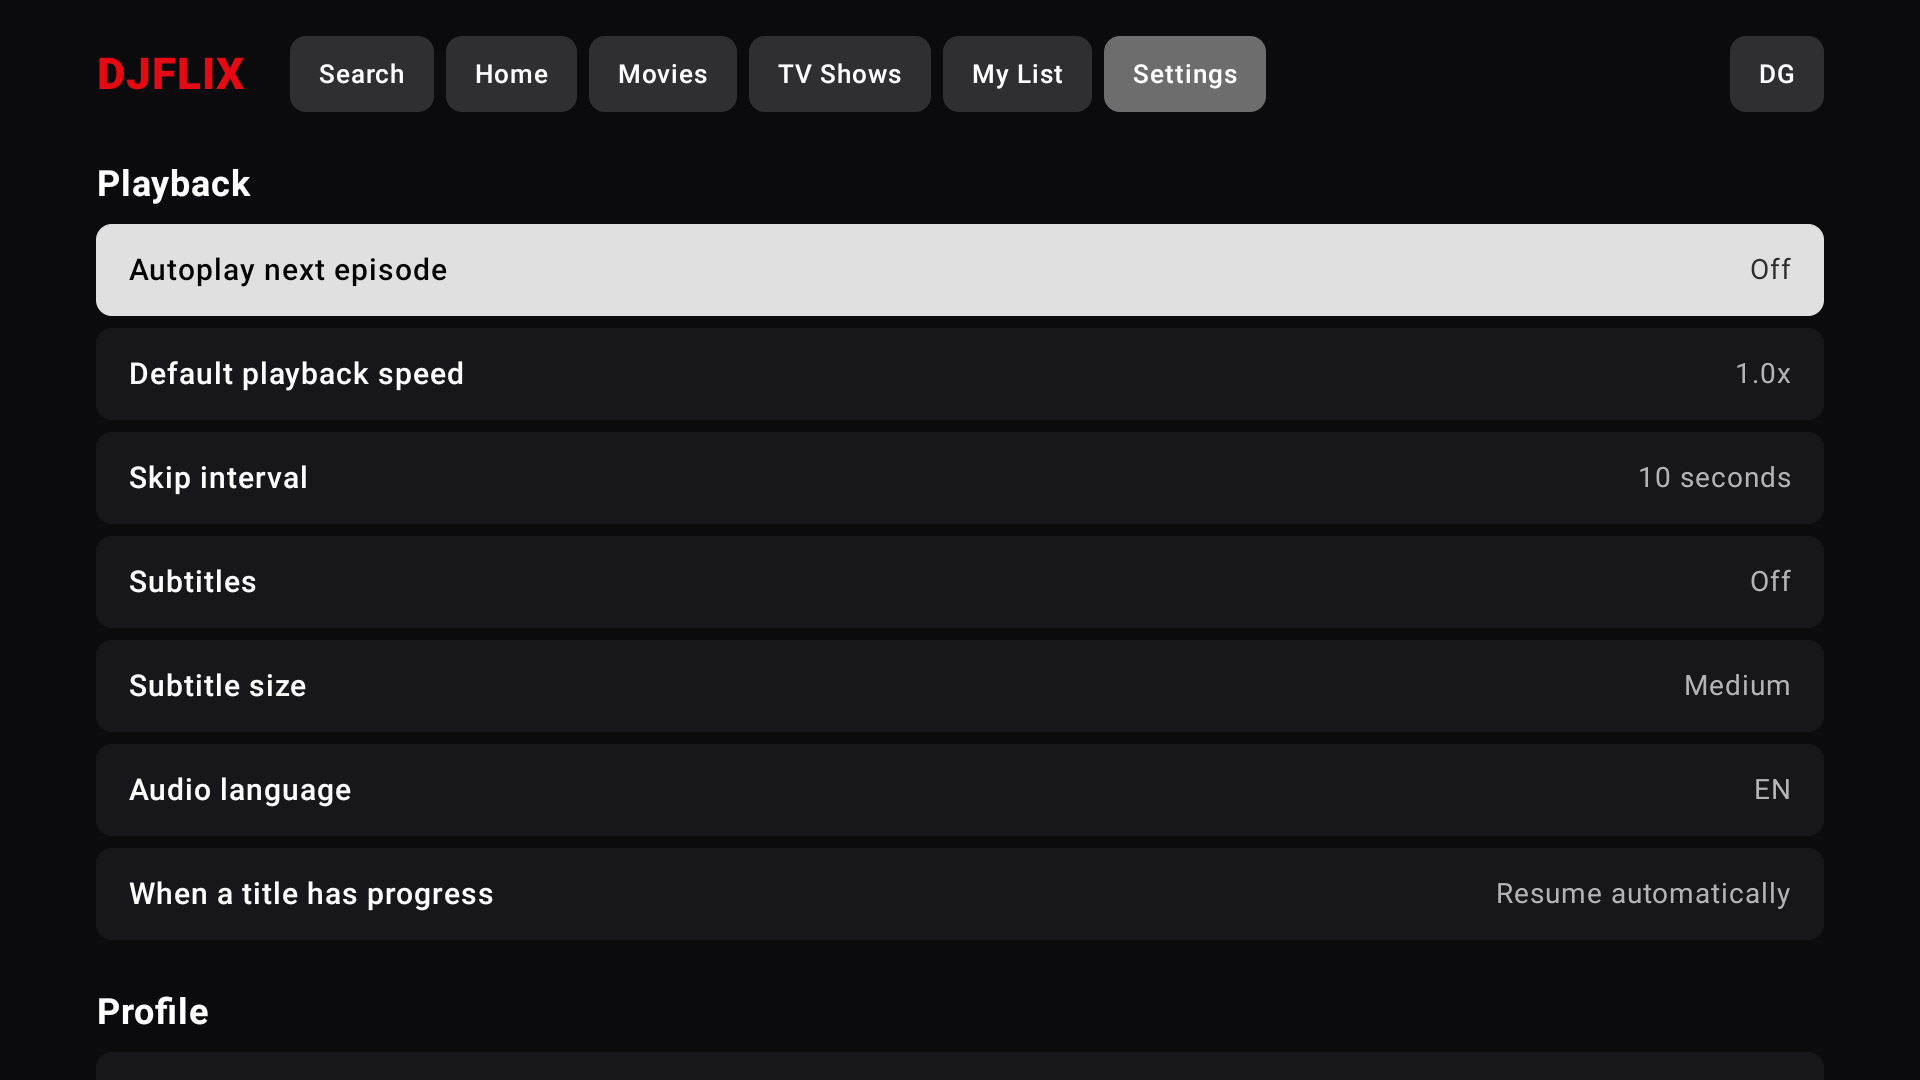 DJFLIX Search Home Movies TV Shows My List Settings DG
Playback
Autoplay next episode Off
Default playback speed 1.0x
Skip interval 10 seconds
Subtitles Off
Subtitle size Medium
Audio language EN
When a title has progress Resume automatically
Profile